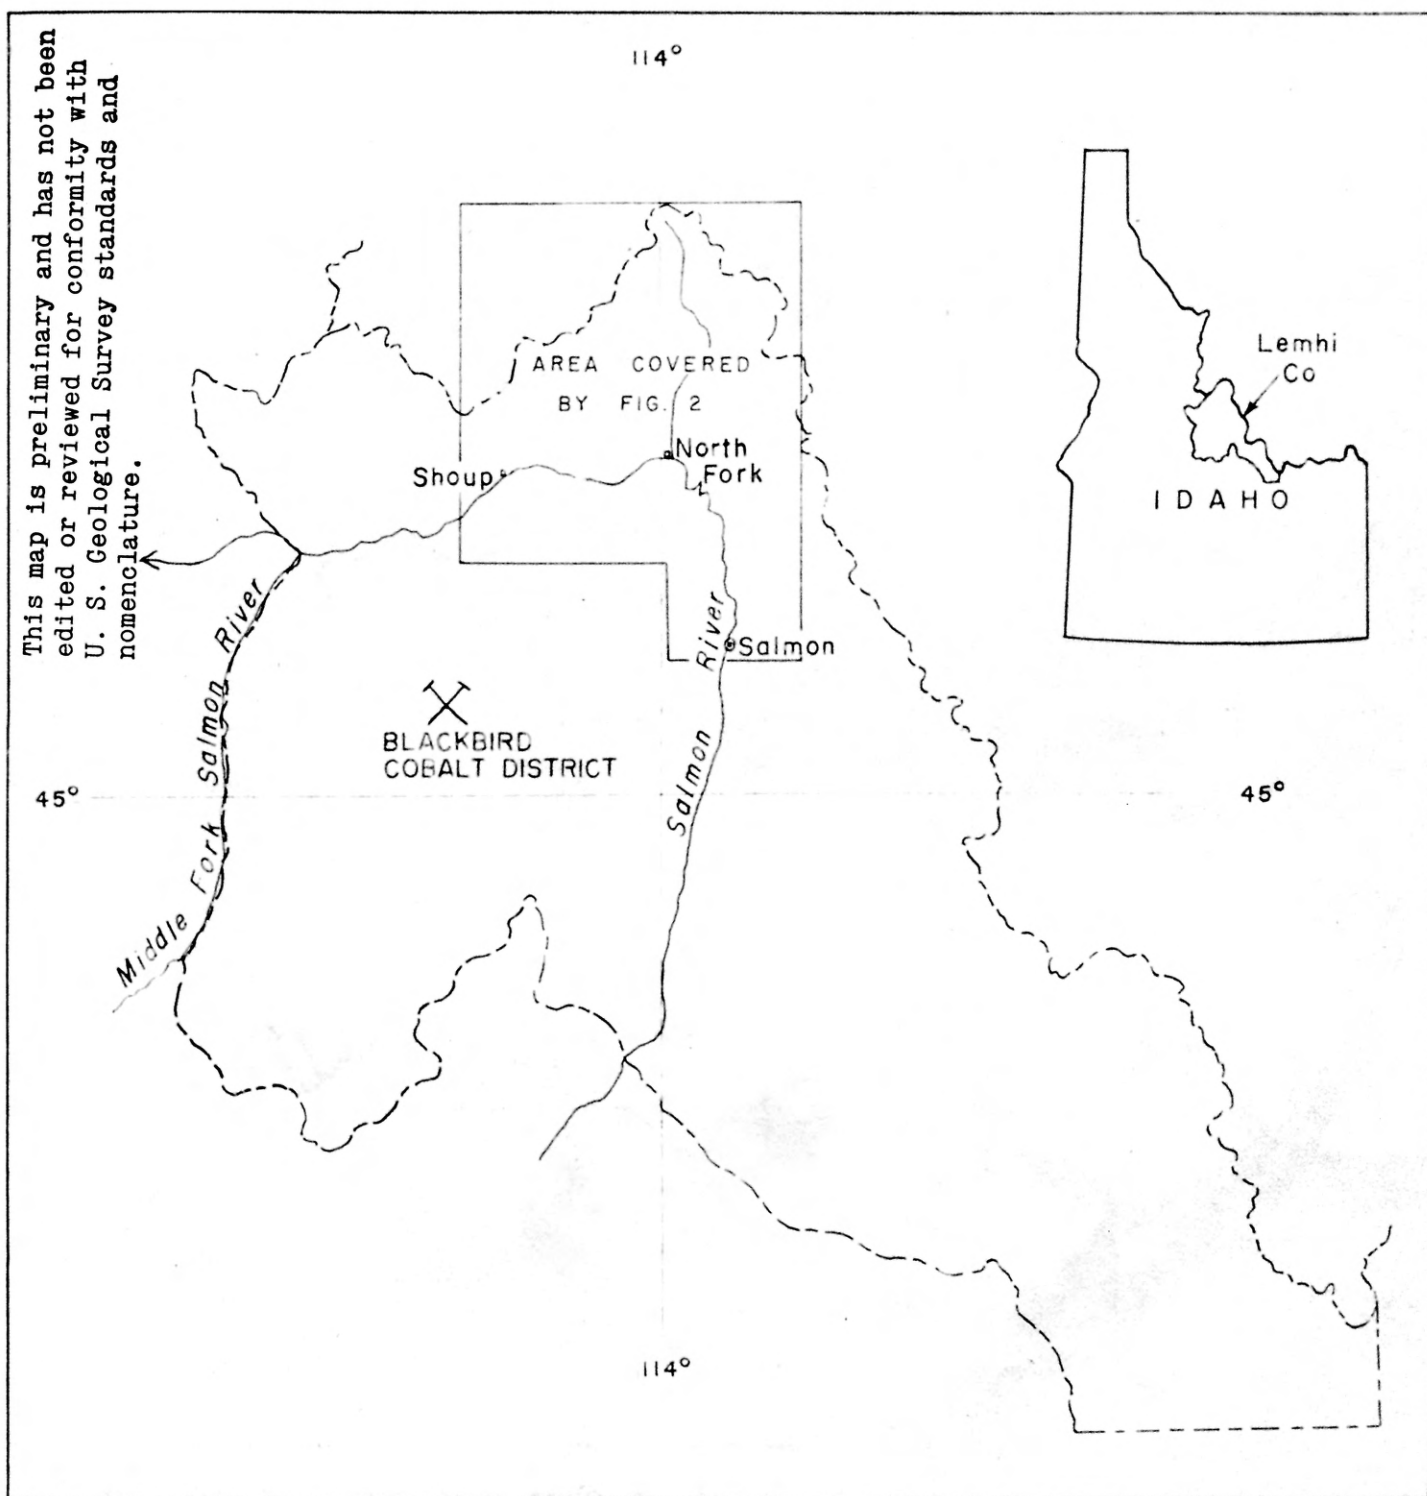 This map is preliminary and has not been
edited or reviewed for conformity with
U. S. Geological Survey standards and
nomenclature.
114°
AREA COVERED
BY FIG. 2
North
Fork
Shoup
Salmon
Salmon River
Middle Fork Salmon River
BLACKBIRD
COBALT DISTRICT
45°
45°
114°
Lemhi
Co
IDAHO